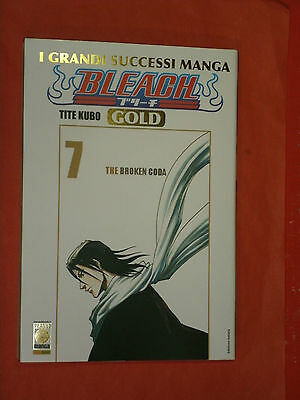 I GRANDI SUCCESSI MANGA
BLEACH
ブリーチ
TITE KUBO GOLD
7
THE BROKEN CODA